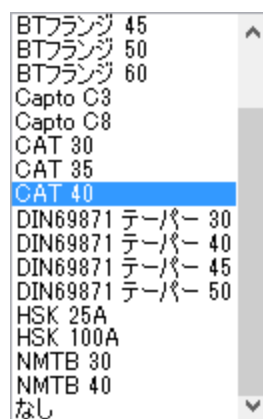 BTフランジ 45
BTフランジ 50
BTフランジ 60
Capto C3
Capto C8
CAT 30
CAT 35
CAT 40
DIN69871 テーパー 30
DIN69871 テーパー 40
DIN69871 テーパー 45
DIN69871 テーパー 50
HSK 25A
HSK 100A
NMTB 30
NMTB 40
なし